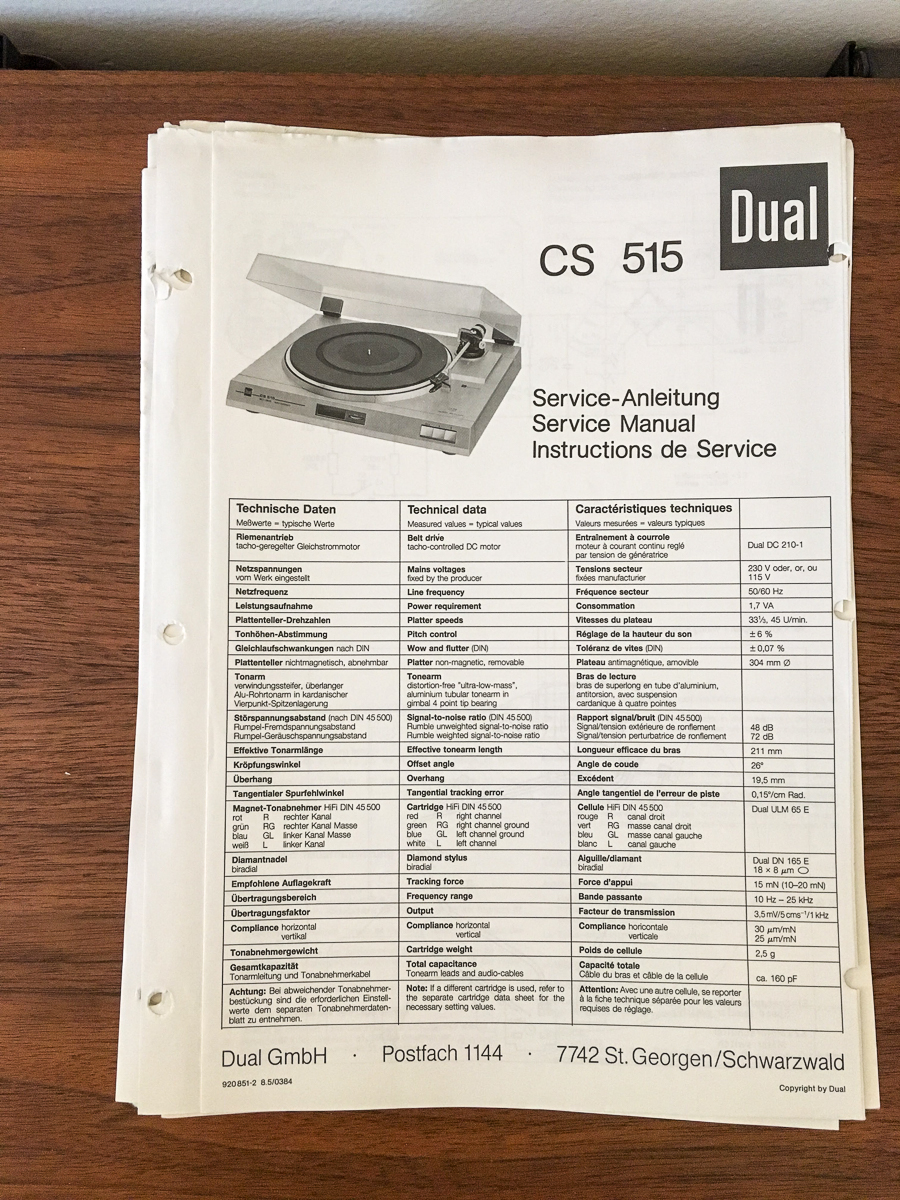 Dual
CS 515
Service-Anleitung
Service Manual
Instructions de Service
Technische Daten
Meßwerte = typische Werte
Technical data
Measured values = typical values
Caractéristiques techniques
Valeurs mesurées = valeurs typiques
Riemenantrieb
tacho-geregelter Gleichstrommotor
Belt drive
tacho-controlled DC motor
Entraînement à courrole
moteur à courant continu reglé
par tension de génératrice
Dual DC 210-1
Netzspannungen
vom Werk eingestellt
Mains voltages
fixed by the producer
Tensions secteur
fixées manufacturier
230 V oder, or, ou
115 V
Netzfrequenz
Line frequency
Fréquence secteur
50/60 Hz
Leistungsaufnahme
Power requirement
Consommation
1,7 VA
Plattenteller-Drehzahlen
Platter speeds
Vitesses du plateau
33⅓, 45 U/min.
Tonhöhen-Abstimmung
Pitch control
Réglage de la hauteur du son
± 6 %
Gleichlaufschwankungen nach DIN
Wow and flutter (DIN)
Toléranz de vites (DIN)
± 0,07 %
Plattenteller nichtmagnetisch, abnehmbar
Platter non-magnetic, removable
Plateau antimagnétique, amovible
304 mm Ø
Tonarm
verwindungssteifer, überlanger
Alu-Rohrtonarm in kardanischer
Vierpunkt-Spitzenlagerung
Tonearm
distortion-free "ultra-low-mass",
aluminium tubular tonearm in
gimbal 4 point tip bearing
Bras de lecture
bras de superlong en tube d'aluminium,
antitorsion, avec suspension
cardanique à quatre pointes
Störspannungsabstand (nach DIN 45 500)
Rumpel-Fremdspannungsabstand
Rumpel-Geräuschspannungsabstand
Signal-to-noise ratio (DIN 45 500)
Rumble unweighted signal-to-noise ratio
Rumble weighted signal-to-noise ratio
Rapport signal/bruit (DIN 45 500)
Signal/tension extérieure de ronflement
Signal/tension perturbatrice de ronflement
48 dB
72 dB
Effektive Tonarmlänge
Effective tonearm length
Longueur efficace du bras
211 mm
Kröpfungswinkel
Offset angle
Angle de coude
26°
Überhang
Overhang
Excédent
19,5 mm
Tangentialer Spurfehlwinkel
Tangential tracking error
Angle tangentiel de l'erreur de piste
0,15°/cm Rad.
Magnet-Tonabnehmer HiFi DIN 45 500
rot R rechter Kanal
grün RG rechter Kanal Masse
blau GL linker Kanal Masse
weiß L linker Kanal
Cartridge HiFi DIN 45 500
red R right channel
green RG right channel ground
blue GL left channel ground
white L left channel
Cellule HiFi DIN 45 500
rouge R canal droit
vert RG masse canal droit
bleu GL masse canal gauche
blanc L canal gauche
Dual ULM 65 E
Diamantnadel
biradial
Diamond stylus
biradial
Aiguille/diamant
biradial
Dual DN 165 E
18 × 8 µm
Empfohlene Auflagekraft
Tracking force
Force d'appui
15 mN (10–20 mN)
Übertragungsbereich
Frequency range
Bande passante
10 Hz – 25 kHz
Übertragungsfaktor
Output
Facteur de transmission
3,5 mV/5 cms⁻¹/1 kHz
Compliance horizontal
vertikal
Compliance horizontal
vertical
Compliance horicontale
verticale
30 µm/mN
25 µm/mN
Tonabnehmergewicht
Cartridge weight
Poids de cellule
2,5 g
Gesamtkapazität
Tonarmleitung und Tonabnehmerkabel
Total capacitance
Tonearm leads and audio-cables
Capacité totale
Câble du bras et câble de la cellule
ca. 160 pF
Achtung: Bei abweichender Tonabnehmer-
bestückung sind die erforderlichen Einstell-
werte dem separaten Tonabnehmerdaten-
blatt zu entnehmen.
Note: If a different cartridge is used, refer to
the separate cartridge data sheet for the
necessary setting values.
Attention: Avec une autre cellule, se reporter
à la fiche technique séparée pour les valeurs
requises de réglage.
Dual GmbH · Postfach 1144 · 7742 St. Georgen/Schwarzwald
920 851-2 8.5/0384
Copyright by Dual